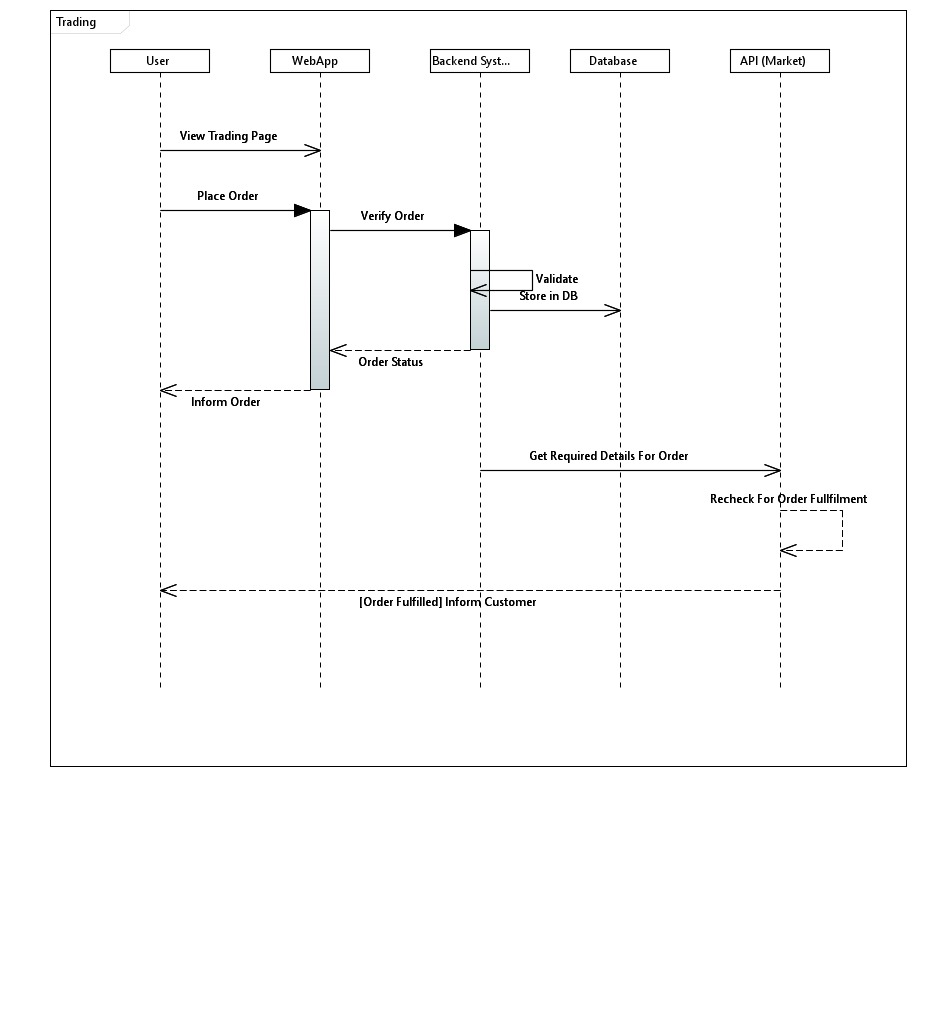 Trading
User
WebApp
Backend Syst...
Database
API (Market)
View Trading Page
Place Order
Verify Order
Validate
Store in DB
Order Status
Inform Order
Get Required Details For Order
Recheck For Order Fullfilment
[Order Fulfilled] Inform Customer